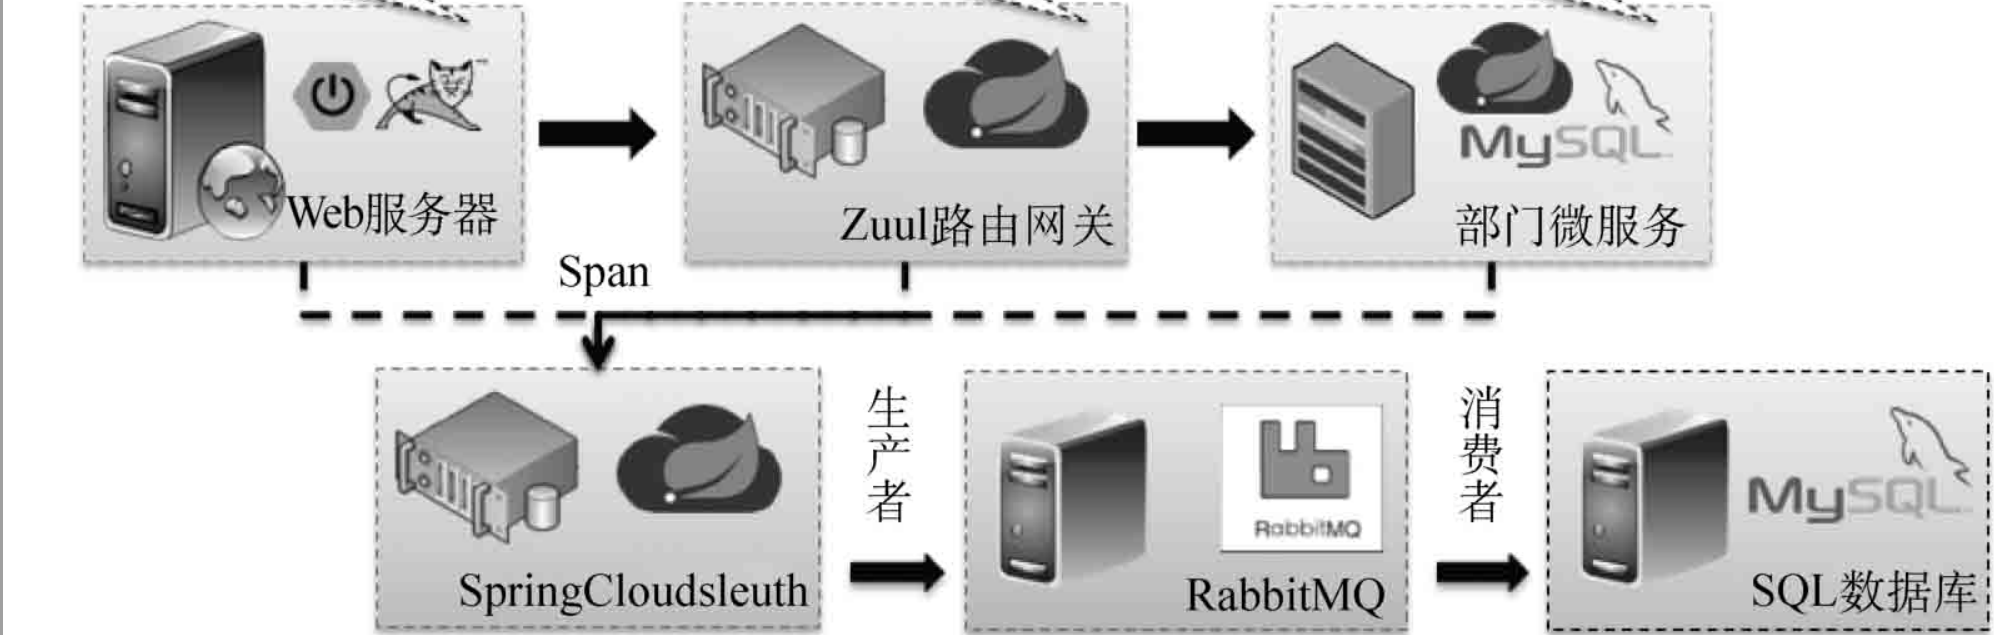 MySQL
Web服务器
Zuul路由网关
部门微服务
Span
生产者
消费者
RabbitMQ
MySQL
SpringCloudsleuth
RabbitMQ
SQL数据库